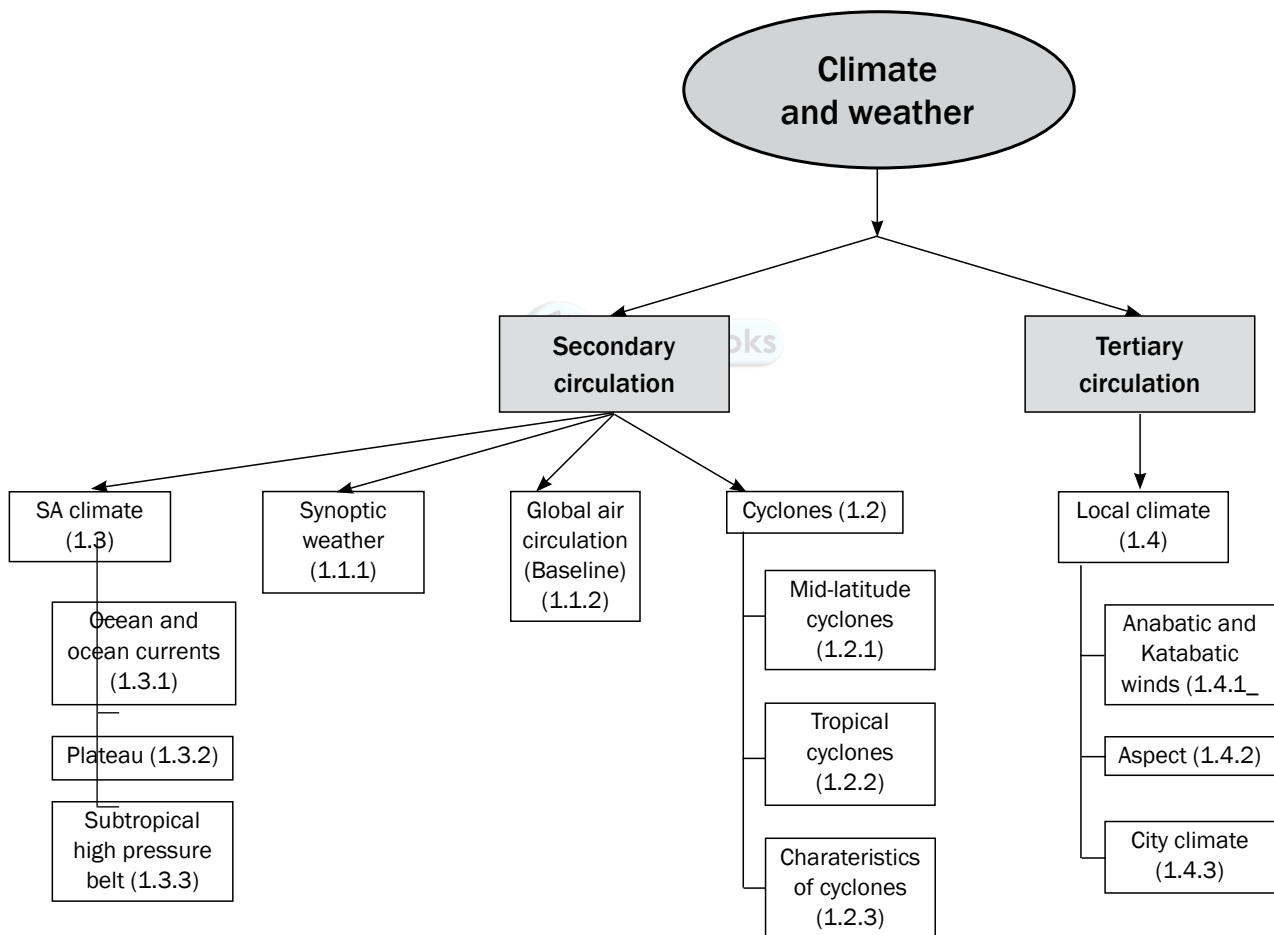 Climate
and weather
Secondary
circulation
oks
Tertiary
circulation
SA climate
(1.3)
Ocean and
ocean currents
(1.3.1)
Plateau (1.3.2)
Subtropical
high pressure
belt (1.3.3)
Synoptic
weather
(1.1.1)
Global air
circulation
(Baseline)
(1.1.2)
Cyclones (1.2)
Mid-latitude
cyclones
(1.2.1)
Tropical
cyclones
(1.2.2)
Charateristics
of cyclones
(1.2.3)
Local climate
(1.4)
Anabatic and
Katabatic
winds (1.4.1_
Aspect (1.4.2)
City climate
(1.4.3)